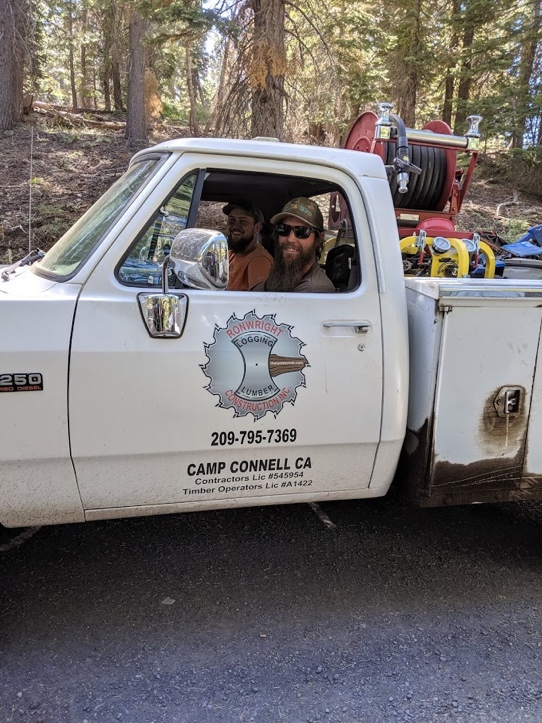 RONWRIGHT
LOGGING
LUMBER
CONSTRUCTION INC
250
209-795-7369
CAMP CONNELL CA
Contractors Lic #545954
Timber Operators Lic #A1422